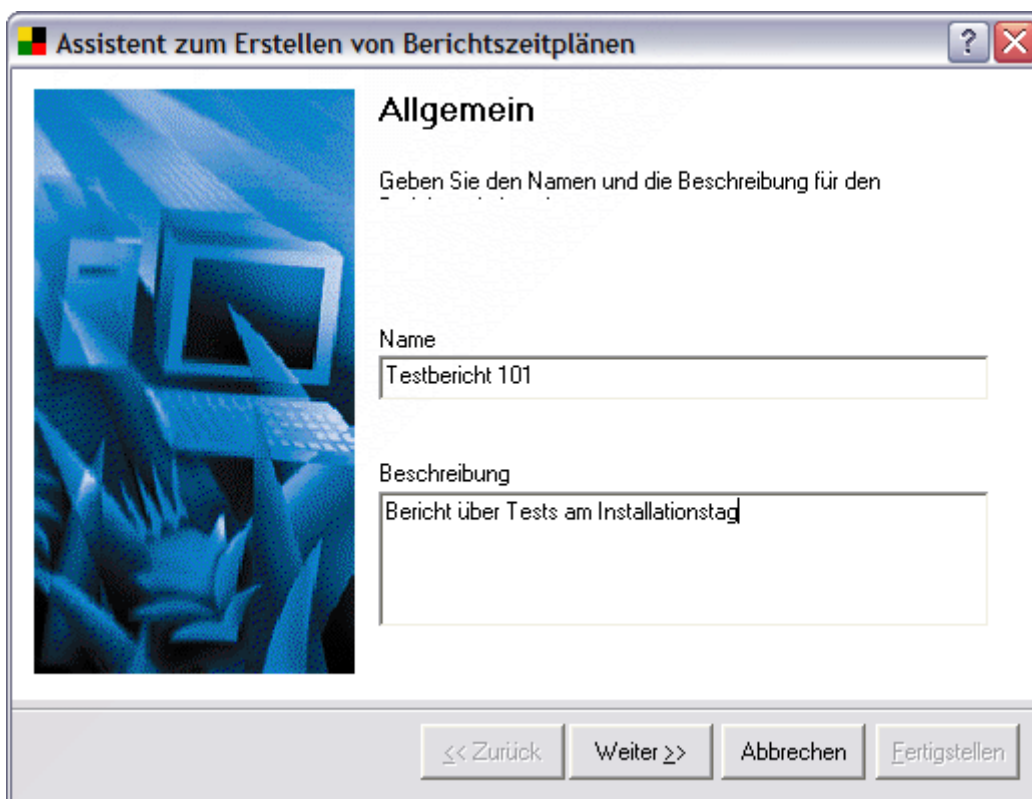 Assistent zum Erstellen von Berichtszeitplänen
Allgemein
Geben Sie den Namen und die Beschreibung für den
Name
Testbericht 101
Beschreibung
Bericht über Tests am Installationstag
<< Zurück Weiter >> Abbrechen Fertigstellen